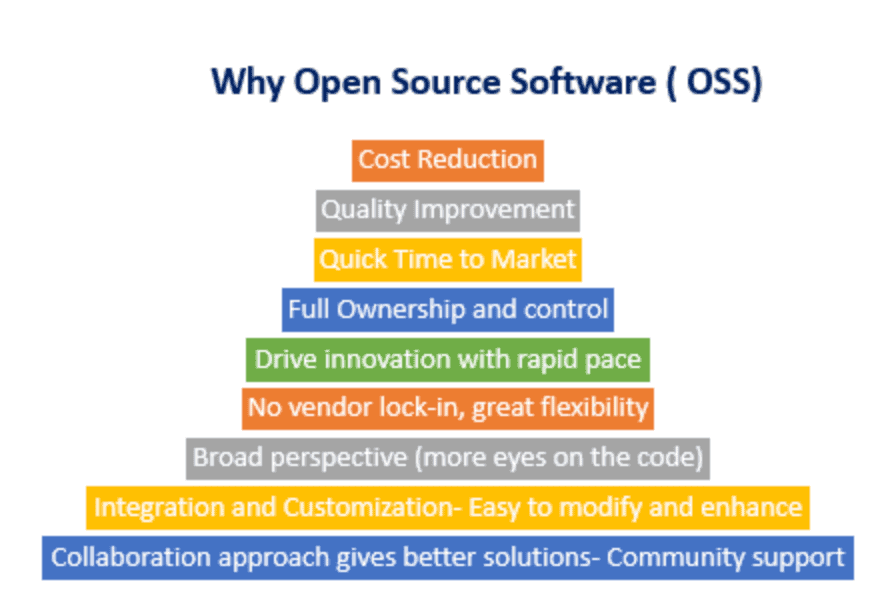 Why Open Source Software ( OSS)
Cost Reduction
Quality Improvement
Quick Time to Market
Full Ownership and control
Drive innovation with rapid pace
No vendor lock-in, great flexibility
Broad perspective (more eyes on the code)
Integration and Customization- Easy to modify and enhance
Collaboration approach gives better solutions- Community support